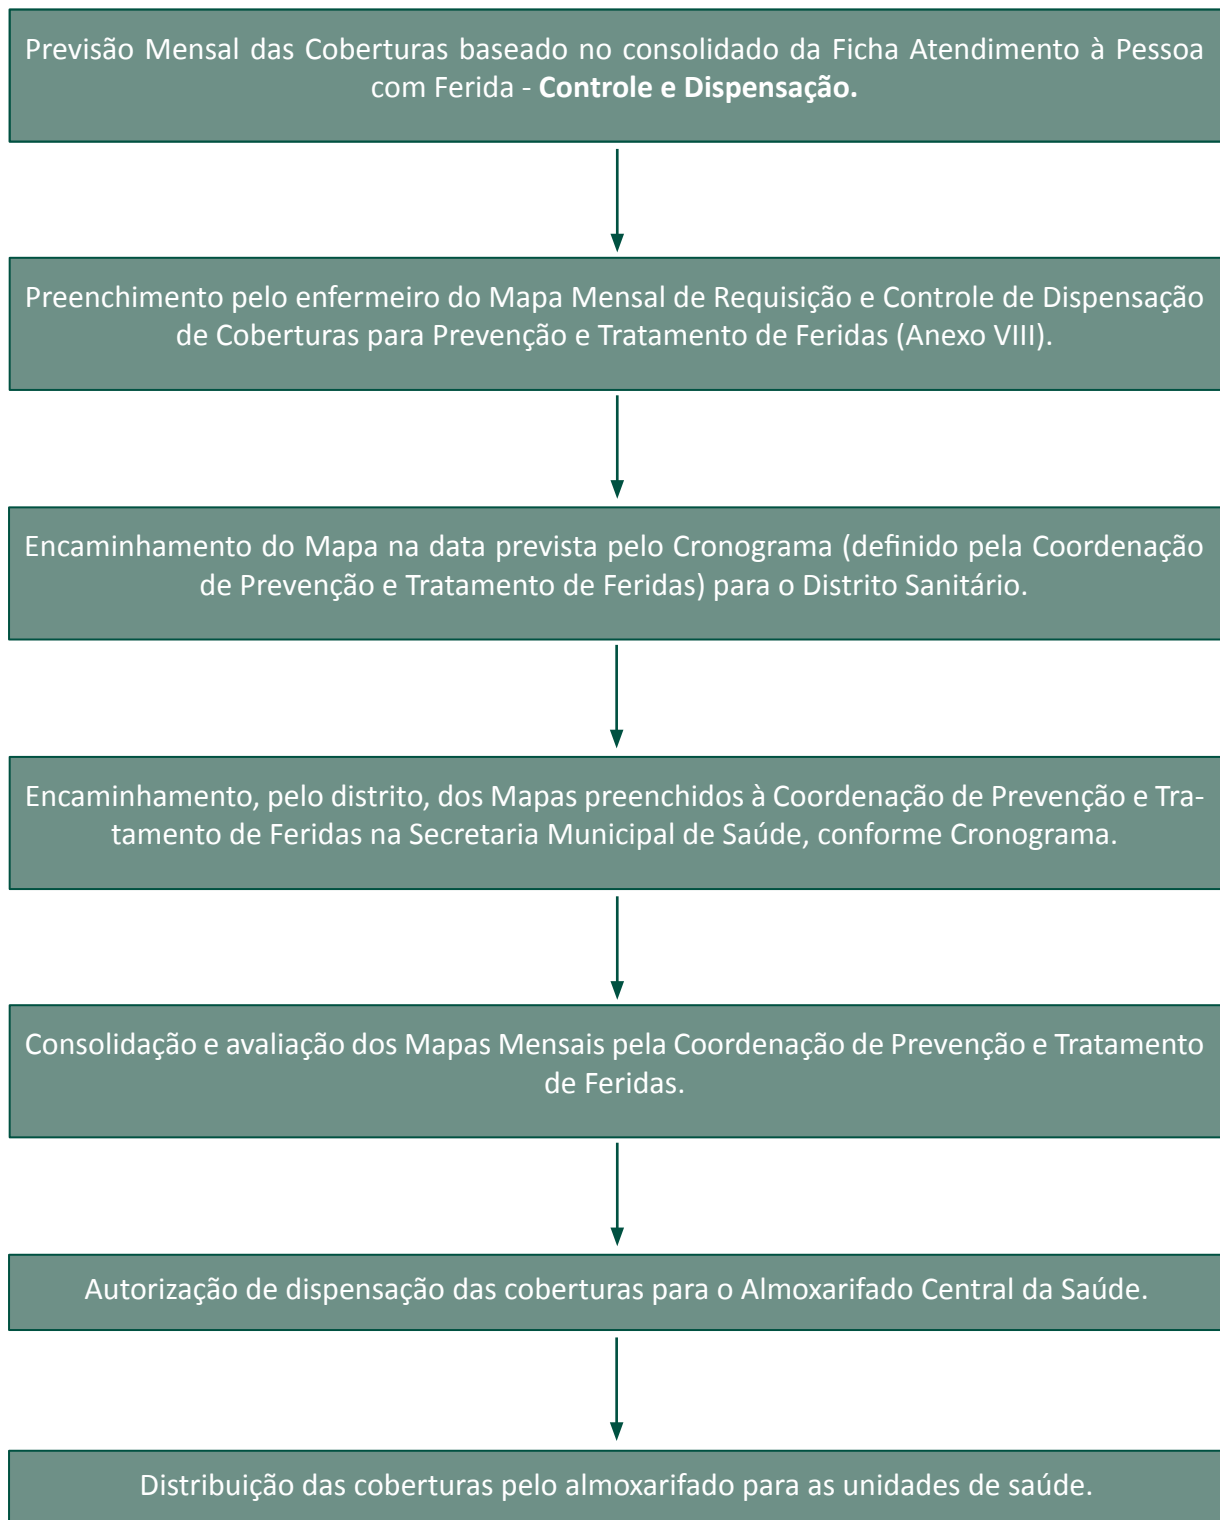 Previsão Mensal das Coberturas baseado no consolidado da Ficha Atendimento à Pessoa
com Ferida - Controle e Dispensação.
Preenchimento pelo enfermeiro do Mapa Mensal de Requisição e Controle de Dispensação
de Coberturas para Prevenção e Tratamento de Feridas (Anexo VIII).
Encaminhamento do Mapa na data prevista pelo Cronograma (definido pela Coordenação
de Prevenção e Tratamento de Feridas) para o Distrito Sanitário.
Encaminhamento, pelo distrito, dos Mapas preenchidos à Coordenação de Prevenção e Tra-
tamento de Feridas na Secretaria Municipal de Saúde, conforme Cronograma.
Consolidação e avaliação dos Mapas Mensais pela Coordenação de Prevenção e Tratamento
de Feridas.
Autorização de dispensação das coberturas para o Almoxarifado Central da Saúde.
Distribuição das coberturas pelo almoxarifado para as unidades de saúde.